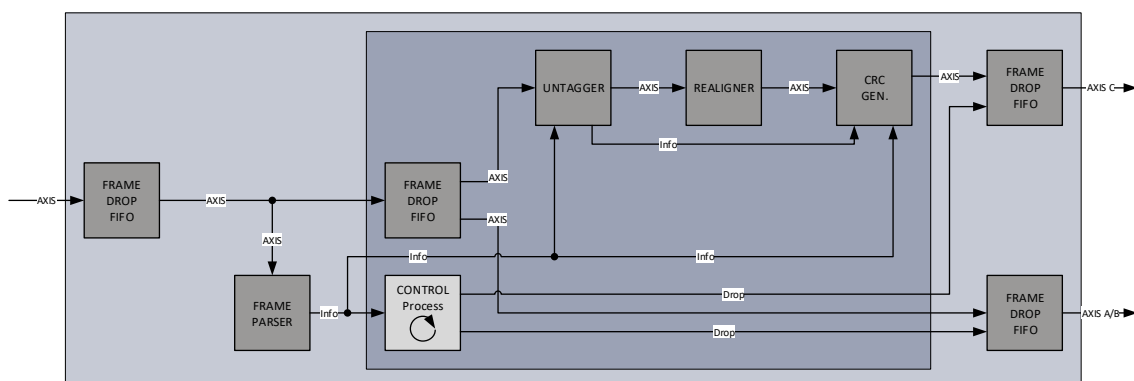 UNTAGGER
AXIS
REALIGNER
AXIS
CRC
GEN.
AXIS
FRAME
DROP
FIFO
AXIS C
Info
AXIS
FRAME
DROP
FIFO
AXIS
FRAME
DROP
FIFO
AXIS
AXIS
AXIS
Info
Info
FRAME
PARSER
Info
CONTROL
Process
Drop
Drop
FRAME
DROP
FIFO
AXIS A/B